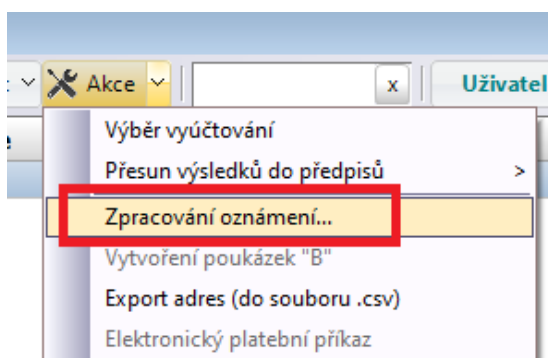 Akce x Uživatel
Výběr vyúčtování
Přesun výsledků do předpisů >
Zpracování oznámení...
Vytvoření poukázek "B"
Export adres (do souboru .csv)
Elektronický platební příkaz